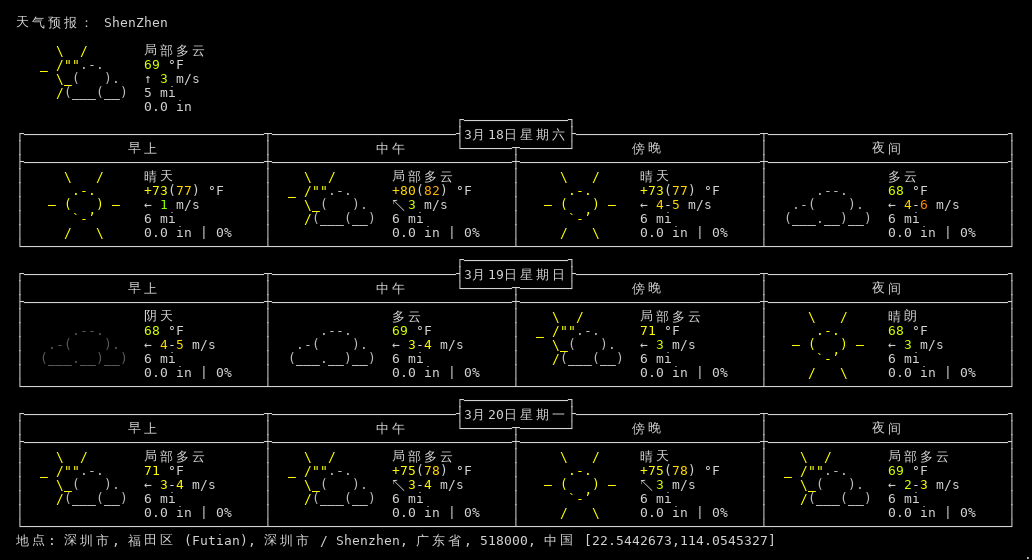 天气预报： ShenZhen
局部多云
69 °F
↑ 3 m/s
5 mi
0.0 in
3月18日星期六
早上 中午 傍晚 夜间
晴天 局部多云 晴天 多云
+73(77) °F +80(82) °F +73(77) °F 68 °F
← 1 m/s ↖ 3 m/s ← 4-5 m/s ← 4-6 m/s
6 mi 6 mi 6 mi 6 mi
0.0 in | 0% 0.0 in | 0% 0.0 in | 0% 0.0 in | 0%
3月19日星期日
早上 中午 傍晚 夜间
阴天 多云 局部多云 晴朗
68 °F 69 °F 71 °F 68 °F
← 4-5 m/s ← 3-4 m/s ← 3 m/s ← 3 m/s
6 mi 6 mi 6 mi 6 mi
0.0 in | 0% 0.0 in | 0% 0.0 in | 0% 0.0 in | 0%
3月20日星期一
早上 中午 傍晚 夜间
局部多云 局部多云 晴天 局部多云
71 °F +75(78) °F +75(78) °F 69 °F
← 3-4 m/s ↖ 3-4 m/s ↖ 3 m/s ← 2-3 m/s
6 mi 6 mi 6 mi 6 mi
0.0 in | 0% 0.0 in | 0% 0.0 in | 0% 0.0 in | 0%
地点: 深圳市, 福田区 (Futian), 深圳市 / Shenzhen, 广东省, 518000, 中国 [22.5442673,114.0545327]